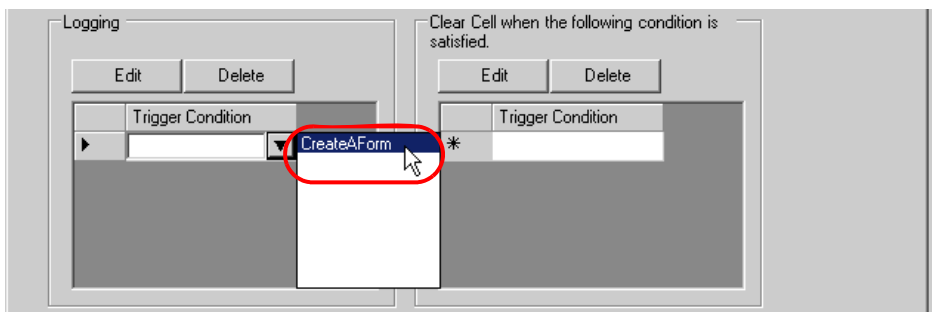 Logging
Edit Delete
Trigger Condition
CreateAForm
Clear Cell when the following condition is
satisfied.
Edit Delete
Trigger Condition
*